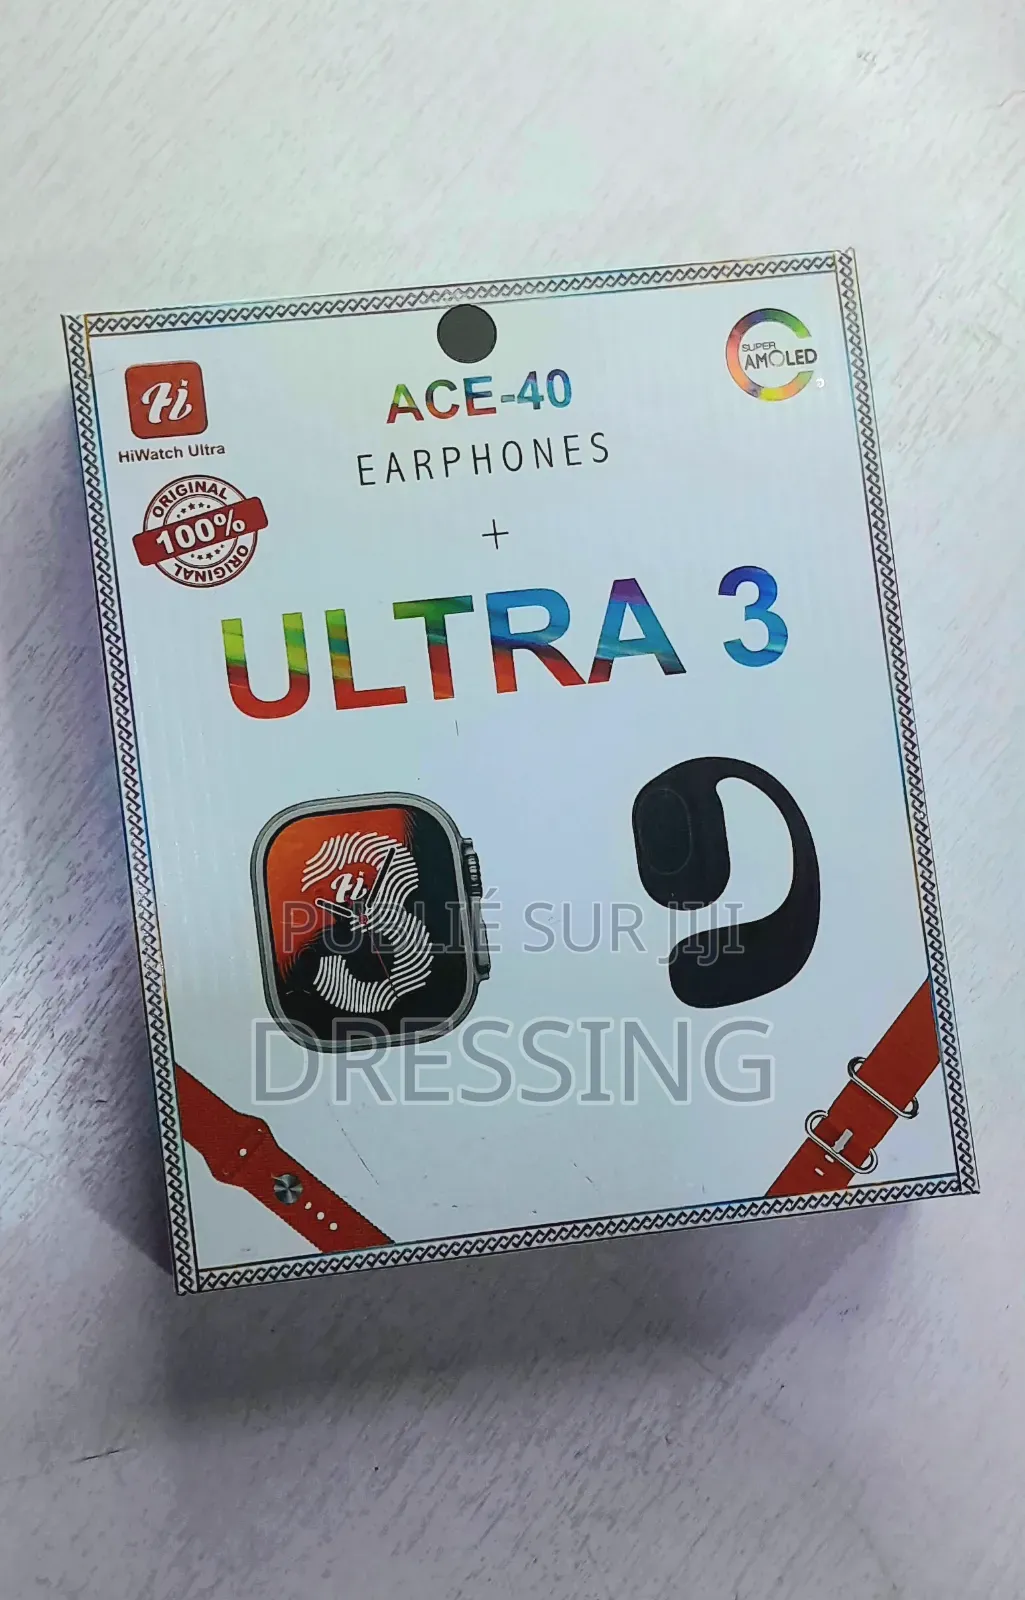 ACE-40
EARPHONES
+
ULTRA 3
Hi
HiWatch Ultra
ORIGINAL
100%
ORIGINAL
SUPER
AMOLED
Hi
PUBLIÉ SUR JIJI
DRESSING